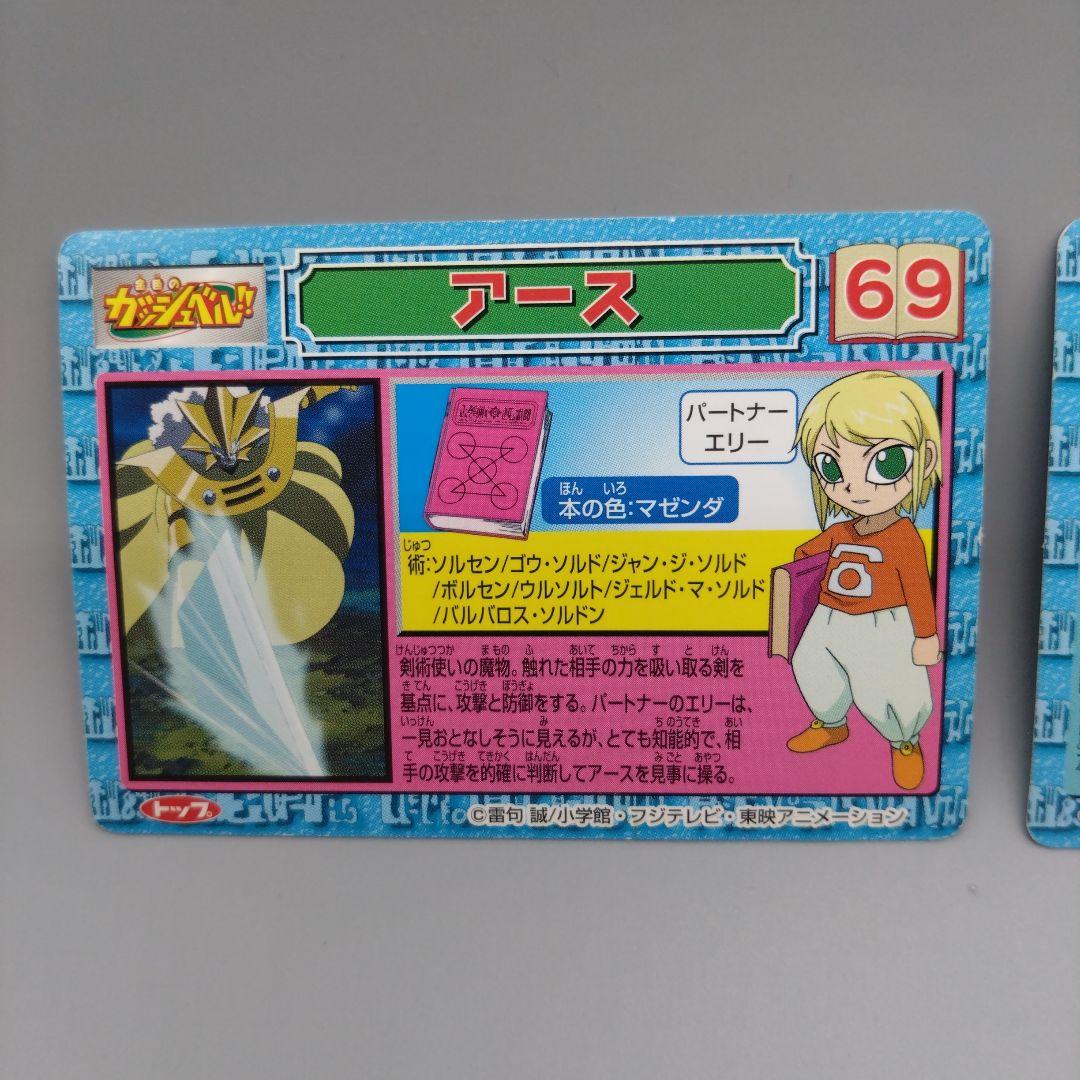 金色の
ガッシュベル!!
アース
69
パートナー
エリー
ほん いろ
本の色:マゼンダ
じゅつ
術:ソルセン/ゴウ・ソルド/ジャン・ジ・ソルド
/ボルセン/ウルソルト/ジェルド・マ・ソルド
/バルバロス・ソルドン
けんじゅつつか まもの ふ あいて ちから す と けん
剣術使いの魔物。触れた相手の力を吸い取る剣を
きてん こうげき ぼうぎょ
基点に、攻撃と防御をする。パートナーのエリーは、
いっけん み ちのうてき あい
一見おとなしそうに見えるが、とても知能的で、相
て こうげき てきかく はんだん みごと あやつ
手の攻撃を的確に判断してアースを見事に操る。
トップ。
©雷句 誠/小学館・フジテレビ・東映アニメーション